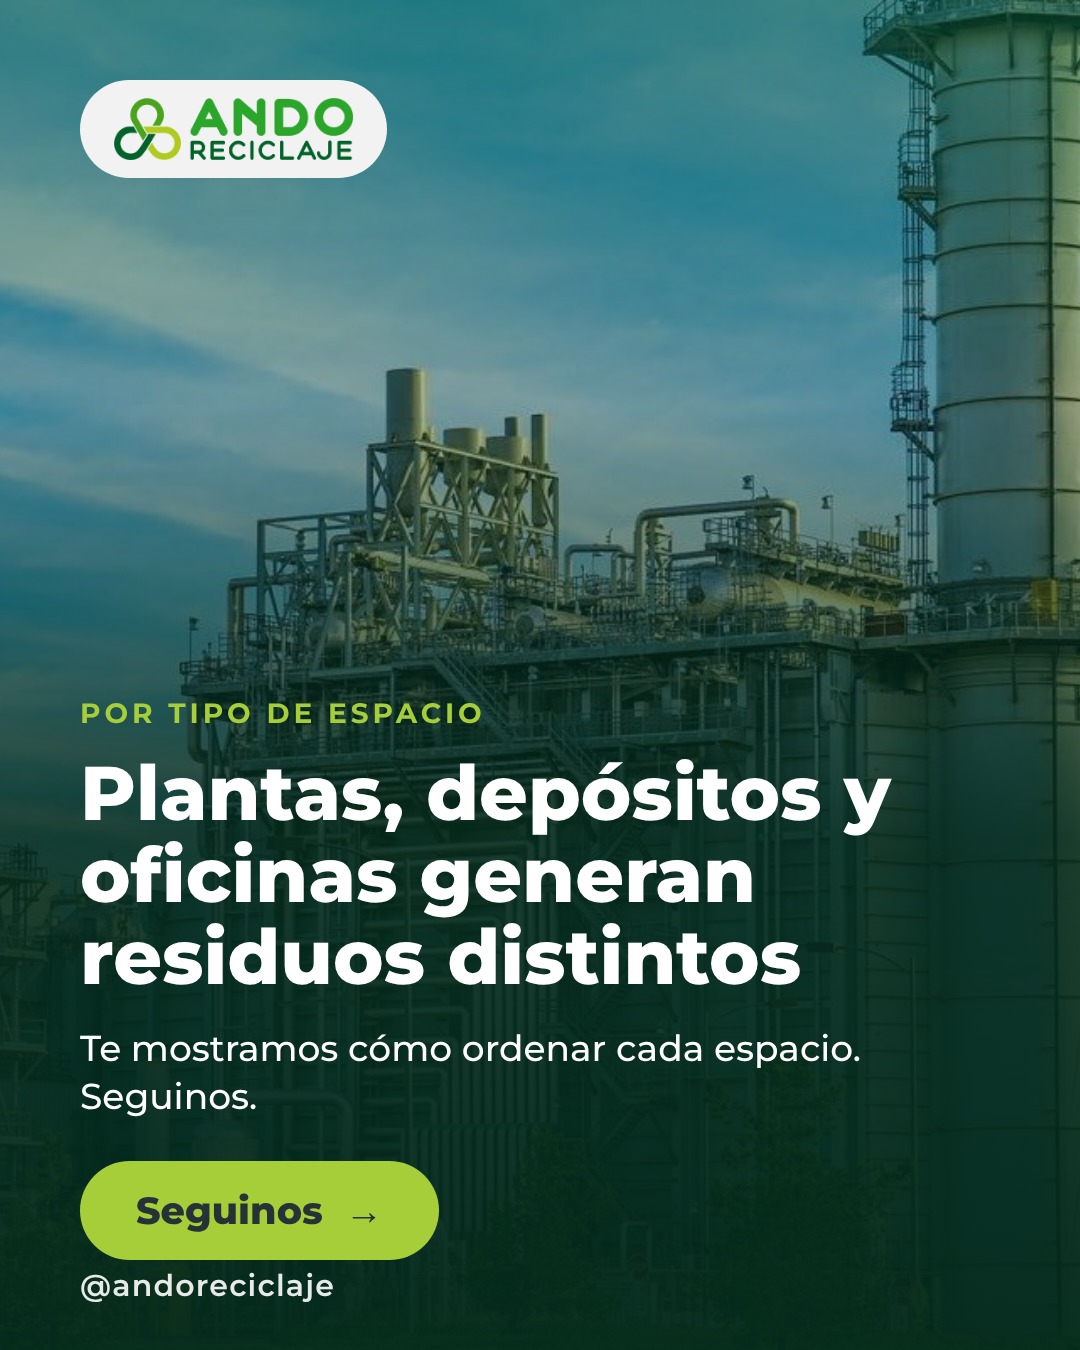 ANDO
RECICLAJE
POR TIPO DE ESPACIO
Plantas, depósitos y
oficinas generan
residuos distintos
Te mostramos cómo ordenar cada espacio.
Seguinos.
Seguinos →
@andoreciclaje